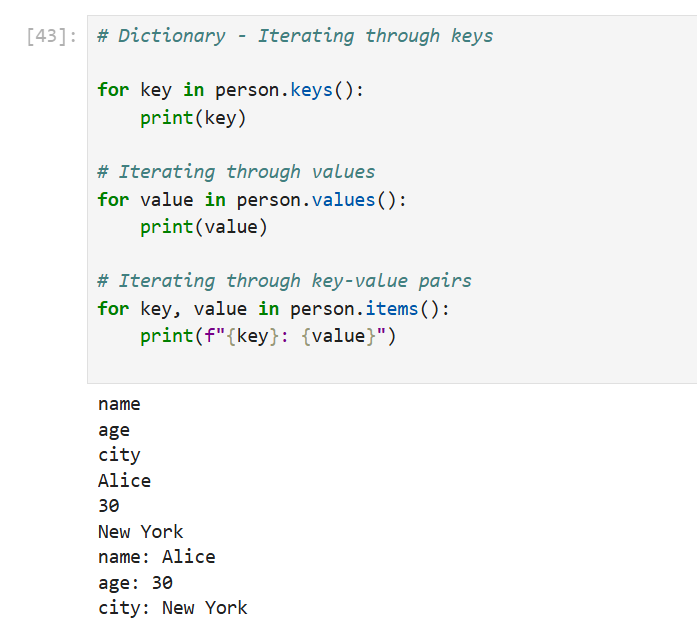 [43]: # Dictionary - Iterating through keys
for key in person.keys():
    print(key)
# Iterating through values
for value in person.values():
    print(value)
# Iterating through key-value pairs
for key, value in person.items():
    print(f"{key}: {value}")
name
age
city
Alice
30
New York
name: Alice
age: 30
city: New York